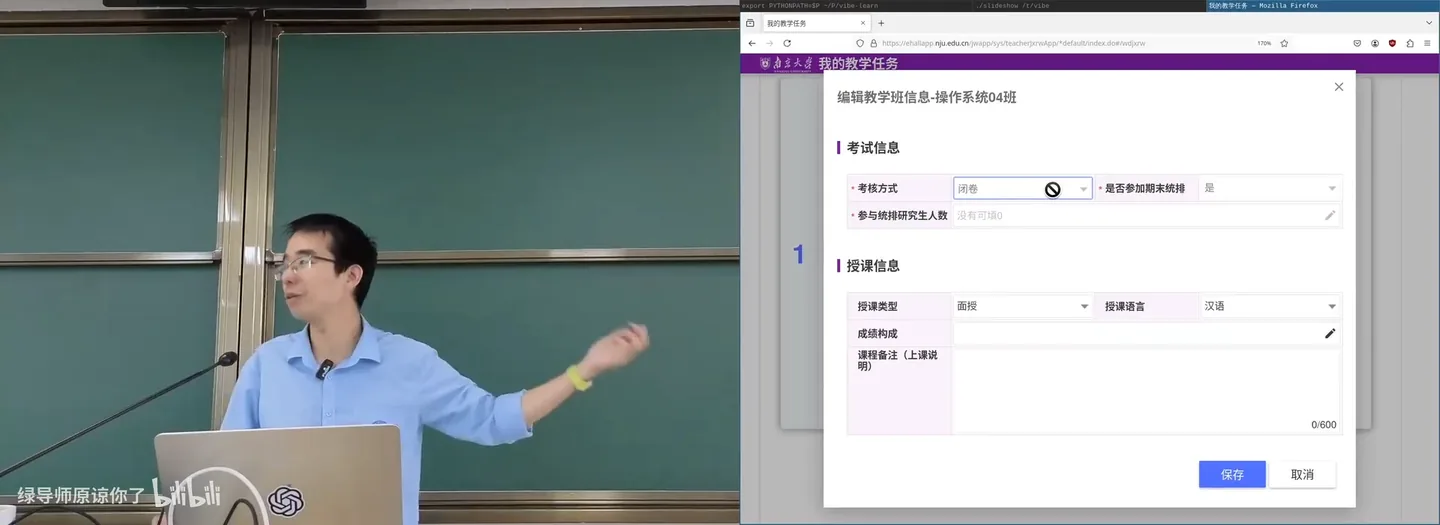 export PYTHONPATH=$P ~/P/vibe-learn
./slideshow /t/vibe
我的教学任务 — Mozilla Firefox
我的教学任务
https://ehallapp.nju.edu.cn/jwapp/sys/teacherJxrwApp/*default/index.do#/wdjxrw
170%
南京大学 我的教学任务
编辑教学班信息-操作系统04班
考试信息
* 考核方式 闭卷 * 是否参加期末统排 是
* 参与统排研究生人数 没有可填0
1
授课信息
授课类型 面授 授课语言 汉语
成绩构成
课程备注（上课说
明）
0/600
保存 取消
绿导师原谅你了 bilibili